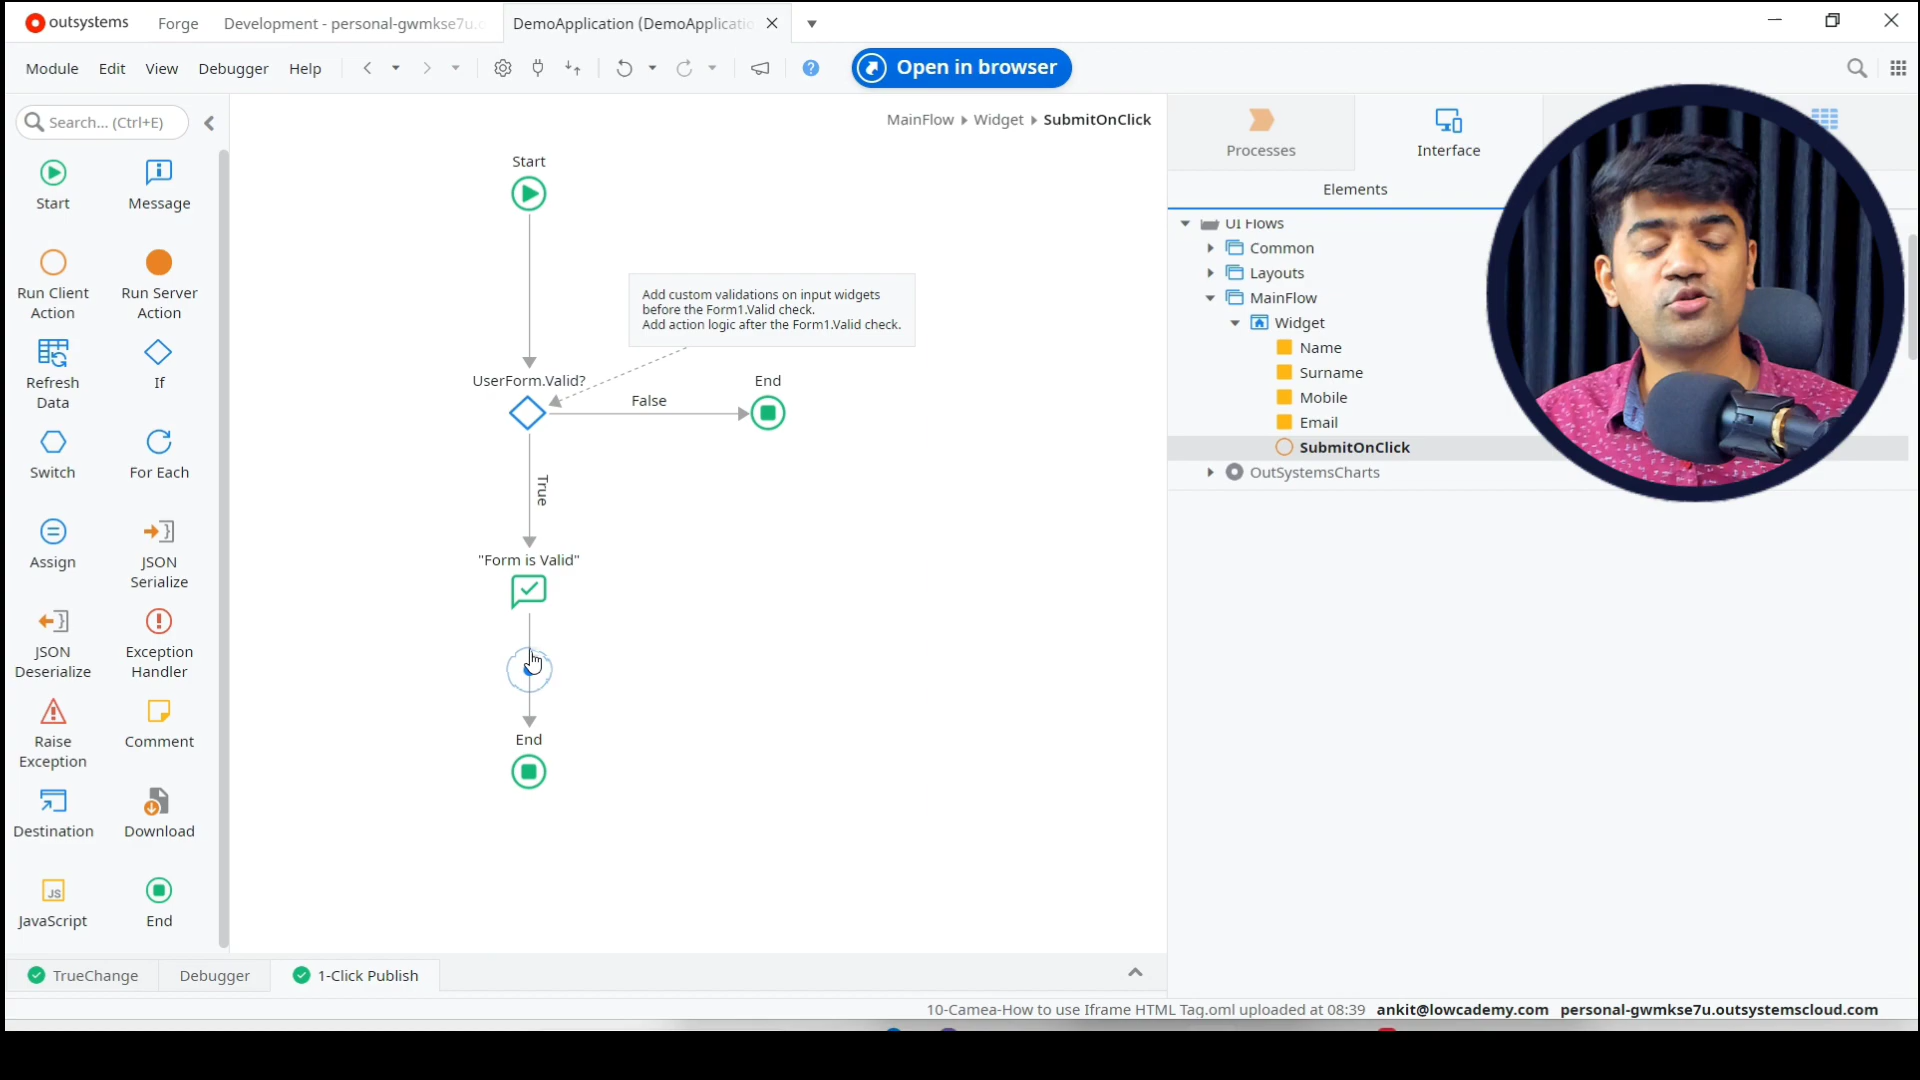 outsystems
Forge
Development - personal-gwmkse7u.o
DemoApplication (DemoApplicatio
Module
Edit
View
Debugger
Help
Open in browser
Search... (Ctrl+E)
MainFlow
Widget
SubmitOnClick
Processes
Interface
Elements
Start
Message
Run Client
Action
Run Server
Action
Refresh
Data
If
Switch
For Each
Assign
JSON
Serialize
JSON
Deserialize
Exception
Handler
Raise
Exception
Comment
Destination
Download
JS
JavaScript
End
Start
Add custom validations on input widgets
before the Form1.Valid check.
Add action logic after the Form1.Valid check.
UserForm.Valid?
False
End
True
"Form is Valid"
End
UI Flows
Common
Layouts
MainFlow
Widget
Name
Surname
Mobile
Email
SubmitOnClick
OutSystemsCharts
TrueChange
Debugger
1-Click Publish
10-Camea-How to use Iframe HTML Tag.oml uploaded at 08:39
ankit@lowcademy.com
personal-gwmkse7u.outsystemscloud.com